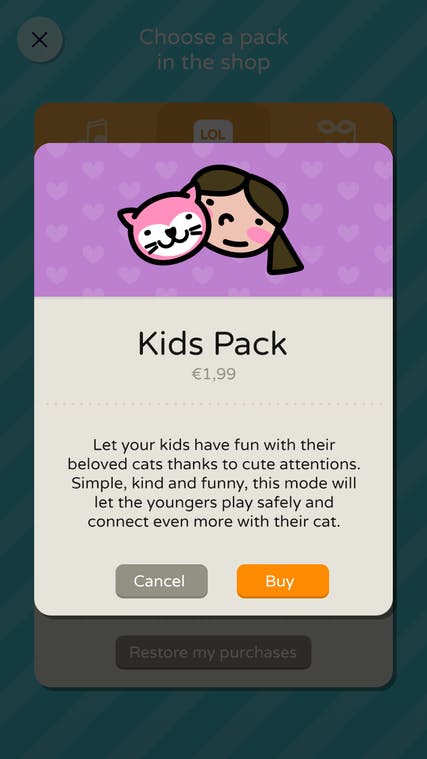 Choose a pack
in the shop
LOL
Kids Pack
€1,99
Let your kids have fun with their
beloved cats thanks to cute attentions.
Simple, kind and funny, this mode will
let the youngers play safely and
connect even more with their cat.
Cancel
Buy
Restore my purchases